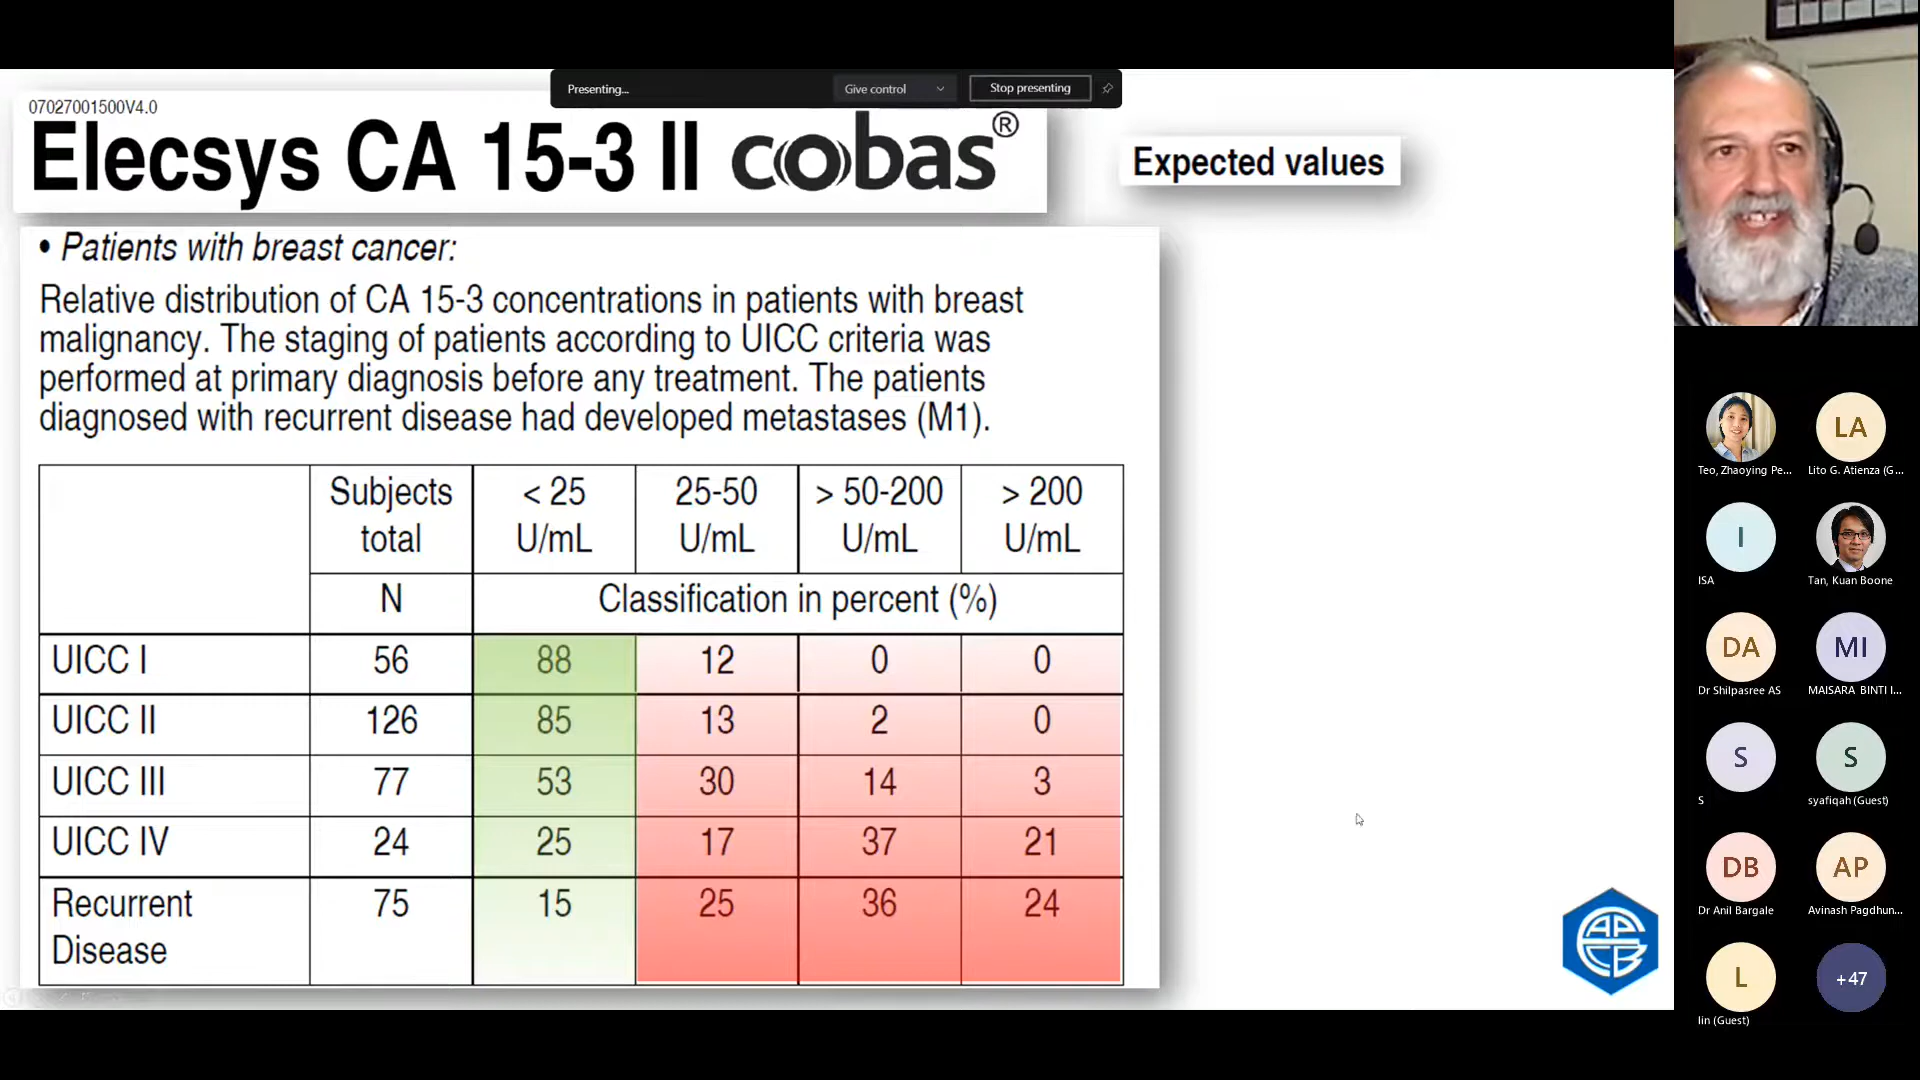 Presenting...
Give control
Stop presenting
07027001500V4.0
Elecsys CA 15-3 II cobas®
Expected values
• Patients with breast cancer:
Relative distribution of CA 15-3 concentrations in patients with breast
malignancy. The staging of patients according to UICC criteria was
performed at primary diagnosis before any treatment. The patients
diagnosed with recurrent disease had developed metastases (M1).
Subjects total < 25 U/mL 25-50 U/mL > 50-200 U/mL > 200 U/mL
N Classification in percent (%)
UICC I 56 88 12 0 0
UICC II 126 85 13 2 0
UICC III 77 53 30 14 3
UICC IV 24 25 17 37 21
Recurrent Disease 75 15 25 36 24
APFCB
LA
Teo, Zhaoying Pe... Lito G. Atienza (G...
I
ISA Tan, Kuan Boone
DA MI
Dr Shilpasree AS MAISARA BINTI I...
S S
S syafiqah (Guest)
DB AP
Dr Anil Bargale Avinash Pagdhun...
L +47
lin (Guest)